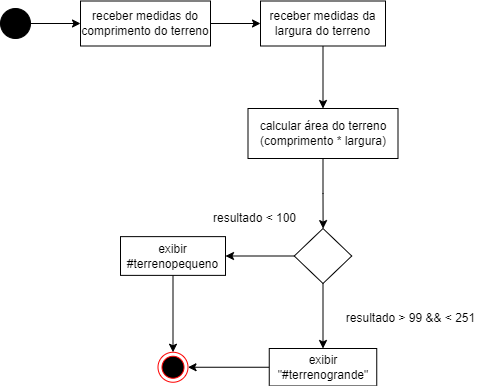 receber medidas do
comprimento do terreno
receber medidas da
largura do terreno
calcular área do terreno
(comprimento * largura)
resultado < 100
exibir
#terrenopequeno
resultado > 99 && < 251
exibir
"#terrenogrande"